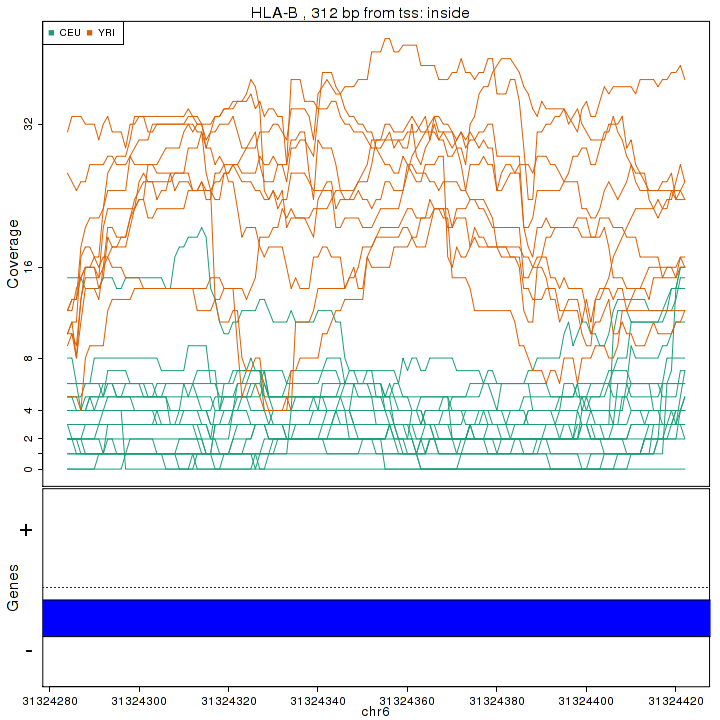 HLA-B , 312 bp from tss: inside
CEU YRI
Coverage
32
16
8
4
2
0
Genes
+
-
31324280 31324300 31324320 31324340 31324360 31324380 31324400 31324420
chr6